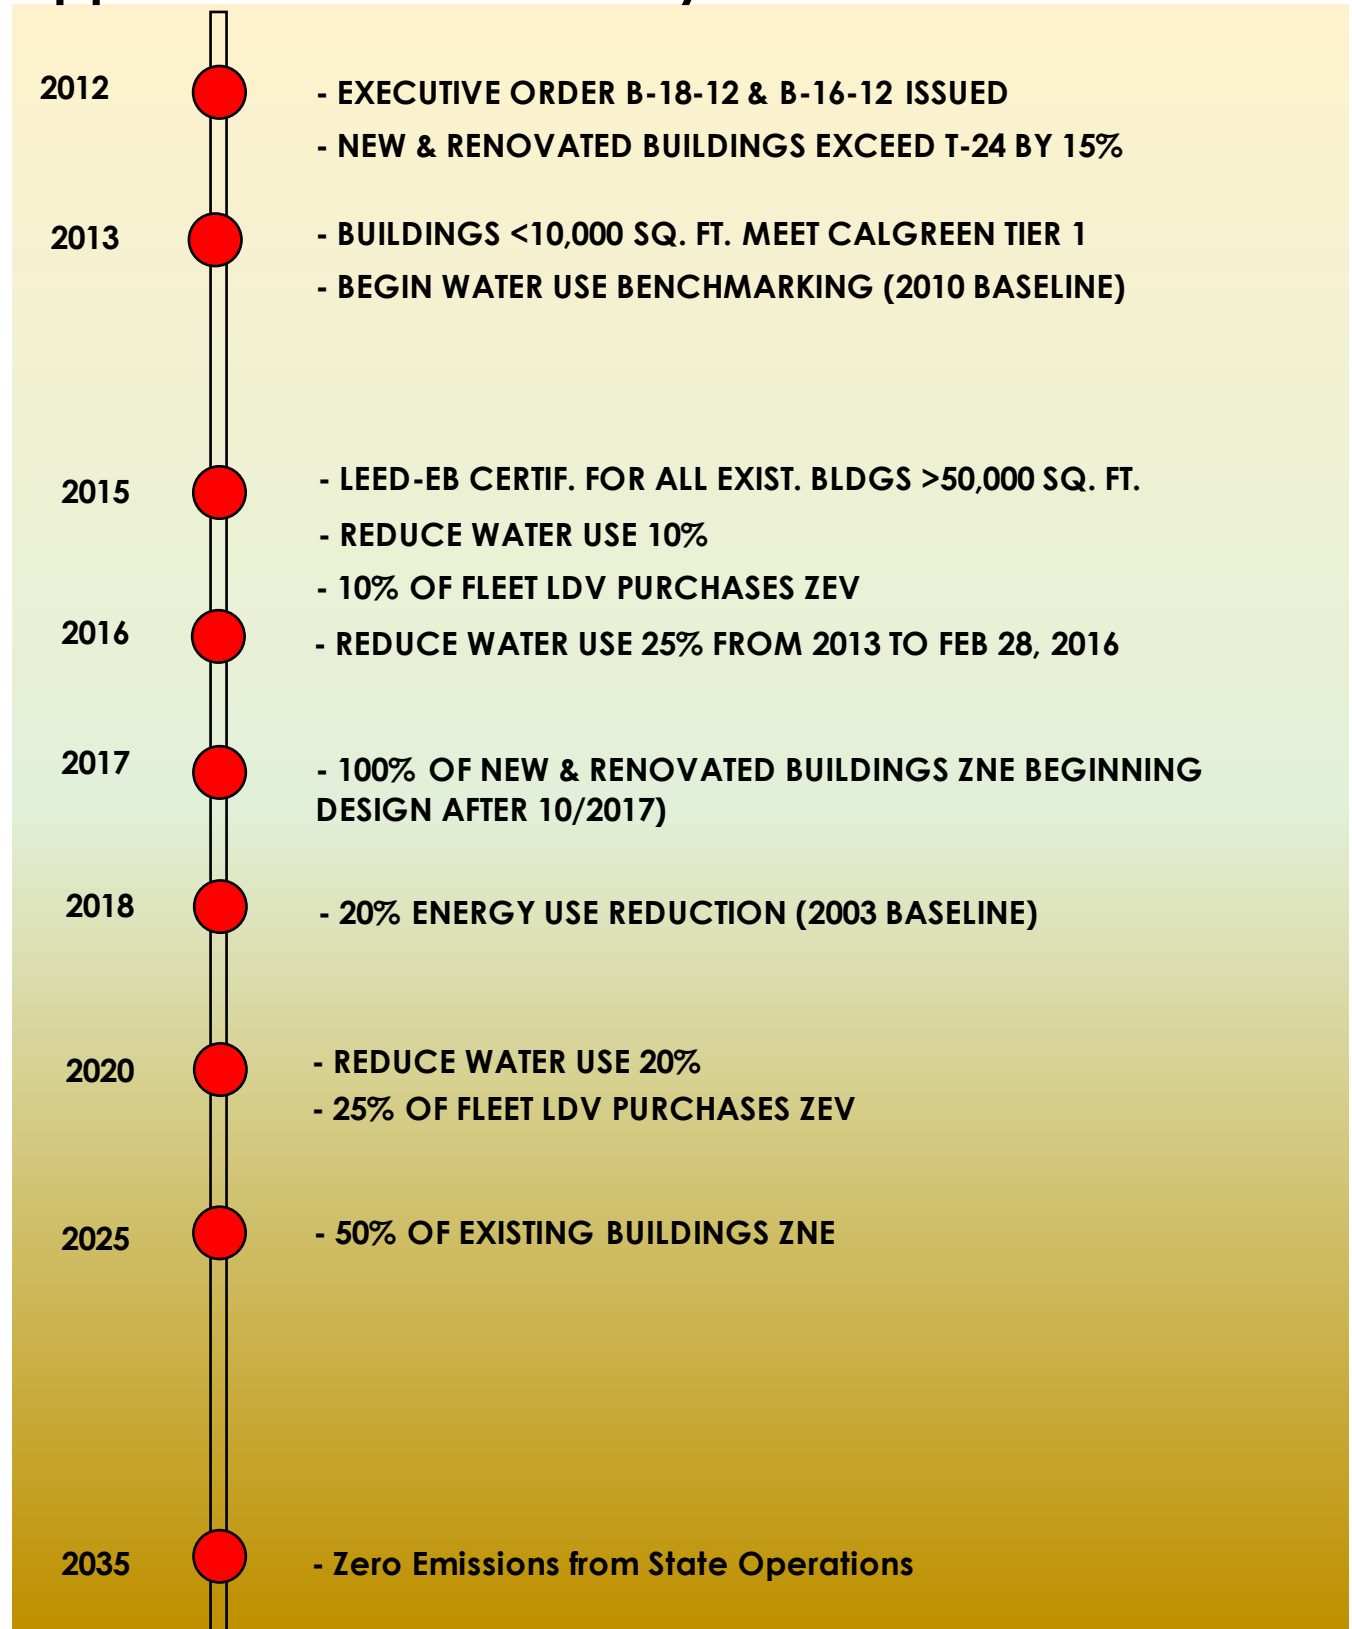 2012
- EXECUTIVE ORDER B-18-12 & B-16-12 ISSUED
- NEW & RENOVATED BUILDINGS EXCEED T-24 BY 15%
2013
- BUILDINGS <10,000 SQ. FT. MEET CALGREEN TIER 1
- BEGIN WATER USE BENCHMARKING (2010 BASELINE)
2015
- LEED-EB CERTIF. FOR ALL EXIST. BLDGS >50,000 SQ. FT.
- REDUCE WATER USE 10%
- 10% OF FLEET LDV PURCHASES ZEV
2016
- REDUCE WATER USE 25% FROM 2013 TO FEB 28, 2016
2017
- 100% OF NEW & RENOVATED BUILDINGS ZNE BEGINNING
DESIGN AFTER 10/2017)
2018
- 20% ENERGY USE REDUCTION (2003 BASELINE)
2020
- REDUCE WATER USE 20%
- 25% OF FLEET LDV PURCHASES ZEV
2025
- 50% OF EXISTING BUILDINGS ZNE
2035
- Zero Emissions from State Operations